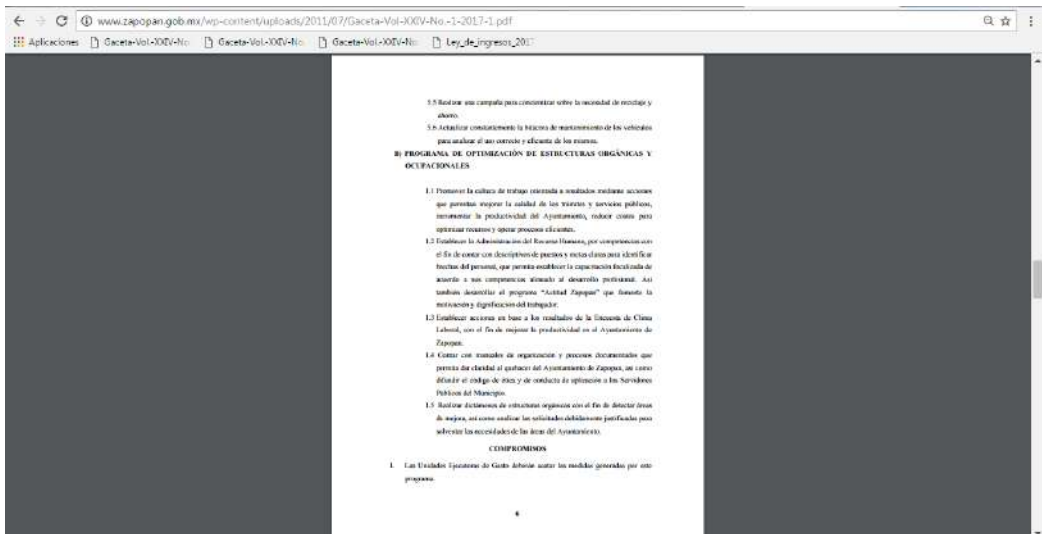 www.zapopan.gob.mx/wp-content/uploads/2011/07/Gaceta-Vol-XXIV-No.-1-2017-1.pdf
Aplicaciones Gaceta-Vol.-XXIV-No Gaceta-Vol.-XXIV-No Gaceta-Vol.-XXIV-No Ley_de_ingresos_2017
5.5 Realizar una campaña para concientizar sobre la necesidad de reciclaje y
ahorro.
5.6 Actualizar constantemente la bitácora de mantenimiento de los vehículos
para analizar el uso correcto y eficiente de los mismos.
B) PROGRAMA DE OPTIMIZACIÓN DE ESTRUCTURAS ORGÁNICAS Y
OCUPACIONALES
1.1 Promover la cultura de trabajo orientada a resultados mediante acciones
que permitan mejorar la calidad de los trámites y servicios públicos,
incrementar la productividad del Ayuntamiento, reducir costos para
optimizar recursos y operar procesos eficientes.
1.2 Establecer la Administración del Recurso Humano, por competencias con
el fin de contar con descriptivos de puestos y metas claras para identificar
brechas del personal, que permita establecer la capacitación focalizada de
acuerdo a sus competencias alineado al desarrollo profesional. Así
también desarrollar el programa "Actitud Zapopan" que fomente la
motivación y dignificación del trabajador.
1.3 Establecer acciones en base a los resultados de la Encuesta de Clima
Laboral, con el fin de mejorar la productividad en el Ayuntamiento de
Zapopan.
1.4 Contar con manuales de organización y procesos documentados que
permita dar claridad al quehacer del Ayuntamiento de Zapopan, así como
difundir el código de ética y de conducta de aplicación a los Servidores
Públicos del Municipio.
1.5 Realizar dictámenes de estructuras orgánicas con el fin de detectar áreas
de mejora, así como analizar las solicitudes debidamente justificadas para
solventar las necesidades de las áreas del Ayuntamiento.
COMPROMISOS
I. Las Unidades Ejecutoras de Gasto deberán acatar las medidas generadas por este
programa.
6